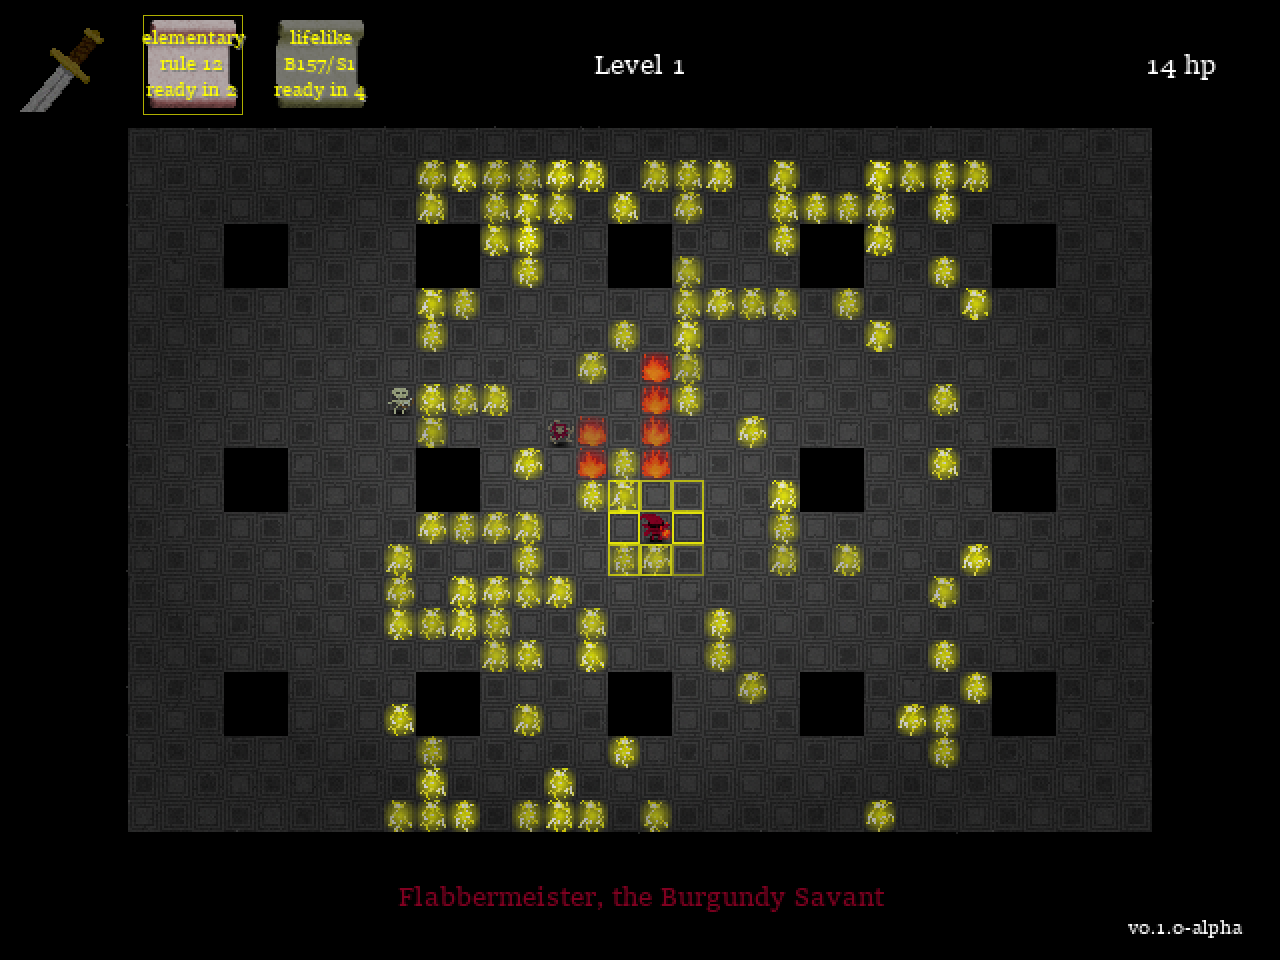 elementary
rule 12
ready in 2
lifelike
B157/S1
ready in 4
Level 1
14 hp
Flabbermeister, the Burgundy Savant
v0.1.0-alpha